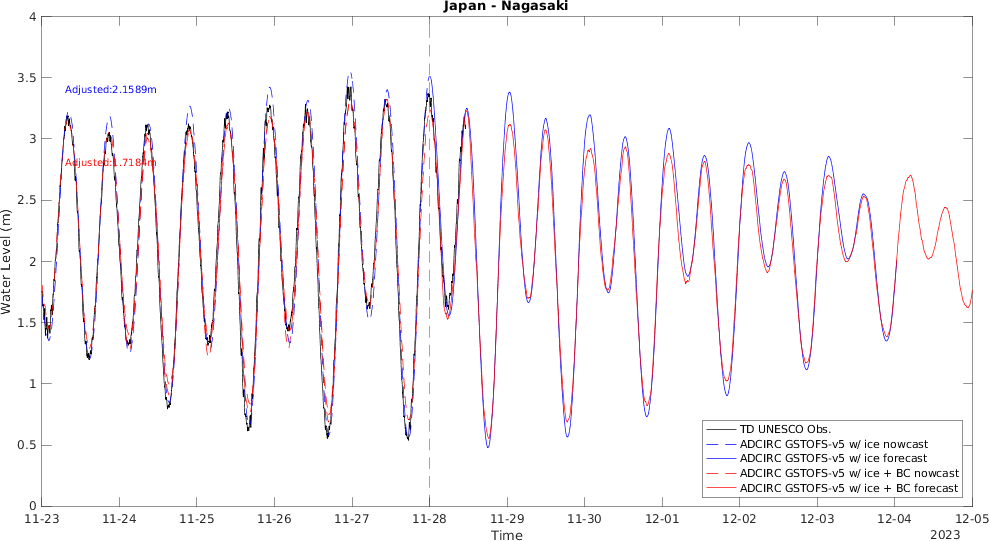 Japan - Nagasaki
4
3.5
3
2.5
2
1.5
1
0.5
0
Water Level (m)
Adjusted:2.1589m
Adjusted:1.7184m
TD UNESCO Obs.
ADCIRC GSTOFS-v5 w/ ice nowcast
ADCIRC GSTOFS-v5 w/ ice forecast
ADCIRC GSTOFS-v5 w/ ice + BC nowcast
ADCIRC GSTOFS-v5 w/ ice + BC forecast
11-23 11-24 11-25 11-26 11-27 11-28 11-29 11-30 12-01 12-02 12-03 12-04 12-05
Time
2023